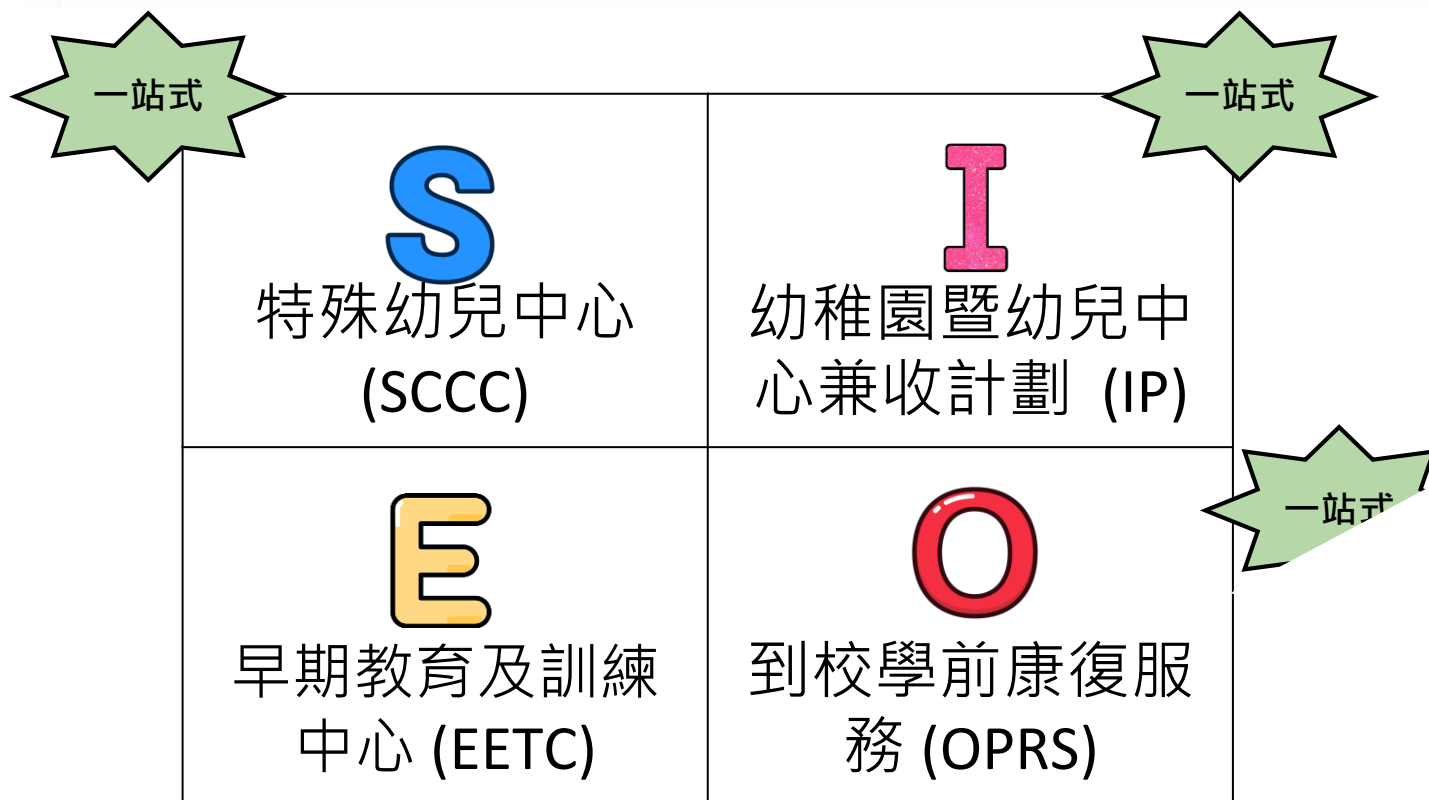 一站式
一站式
S
I
特殊幼兒中心
(SCCC)
幼稚園暨幼兒中
心兼收計劃 (IP)
一站式
E
O
早期教育及訓練
中心 (EETC)
到校學前康復服
務 (OPRS)